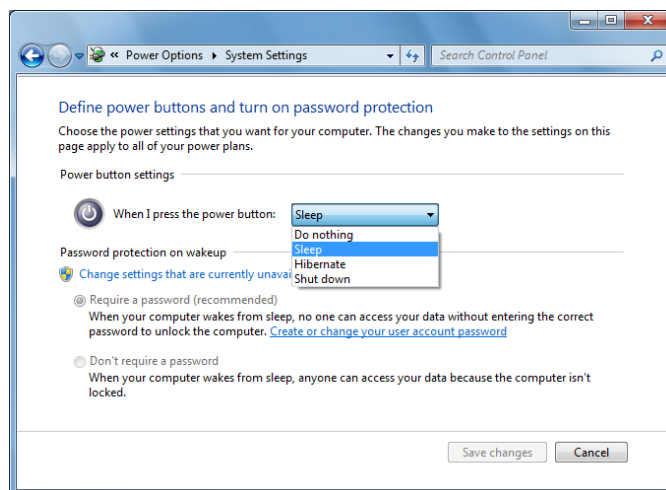 « Power Options ▸ System Settings
Search Control Panel
Define power buttons and turn on password protection
Choose the power settings that you want for your computer. The changes you make to the settings on this
page apply to all of your power plans.
Power button settings
When I press the power button:
Sleep
Do nothing
Sleep
Hibernate
Shut down
Password protection on wakeup
Change settings that are currently unavai
Require a password (recommended)
When your computer wakes from sleep, no one can access your data without entering the correct
password to unlock the computer. Create or change your user account password
Don't require a password
When your computer wakes from sleep, anyone can access your data because the computer isn't
locked.
Save changes
Cancel